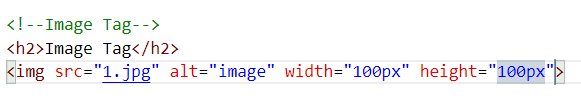 <!--Image Tag-->
<h2>Image Tag</h2>
<img src="1.jpg" alt="image" width="100px" height="100px">